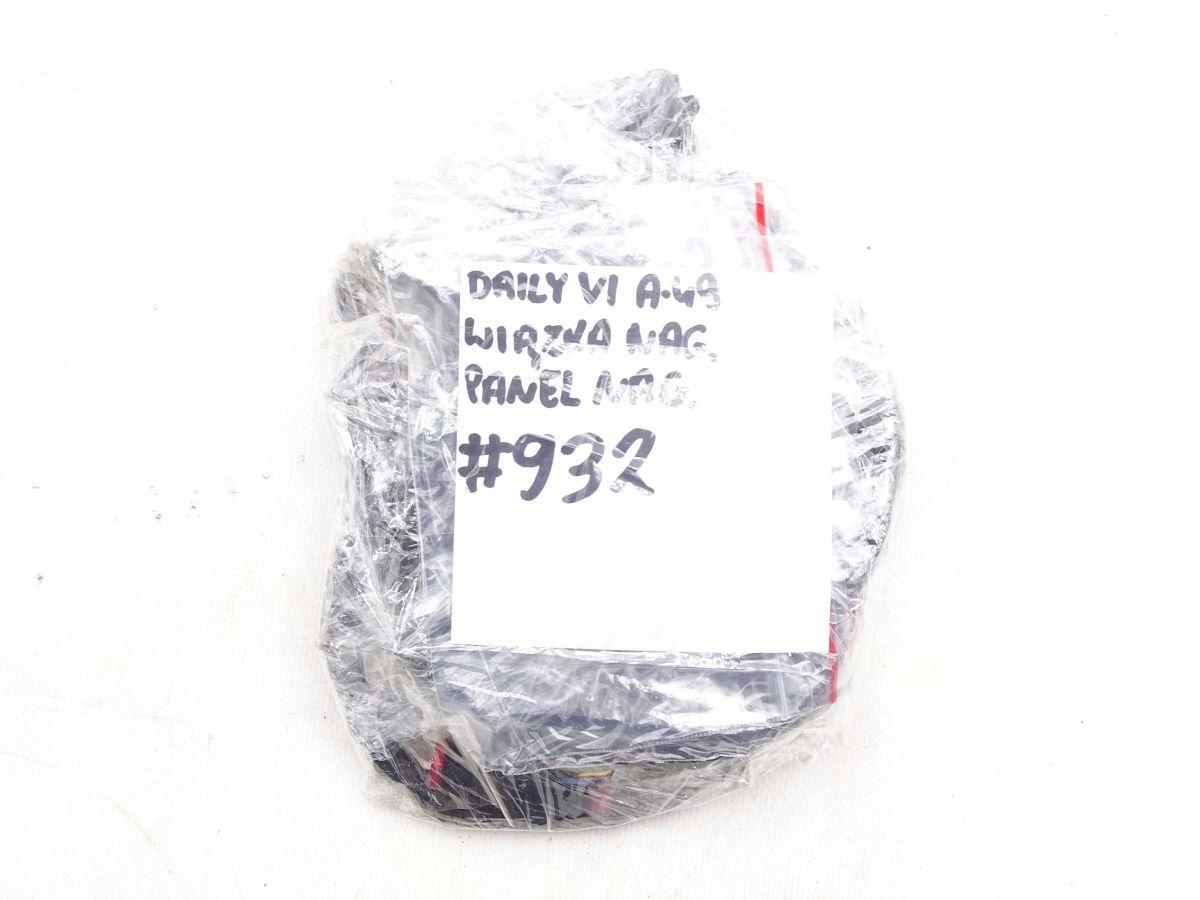 DAILY VI A.49
WIĄZKA NAG.
PANEL NAG.
#932